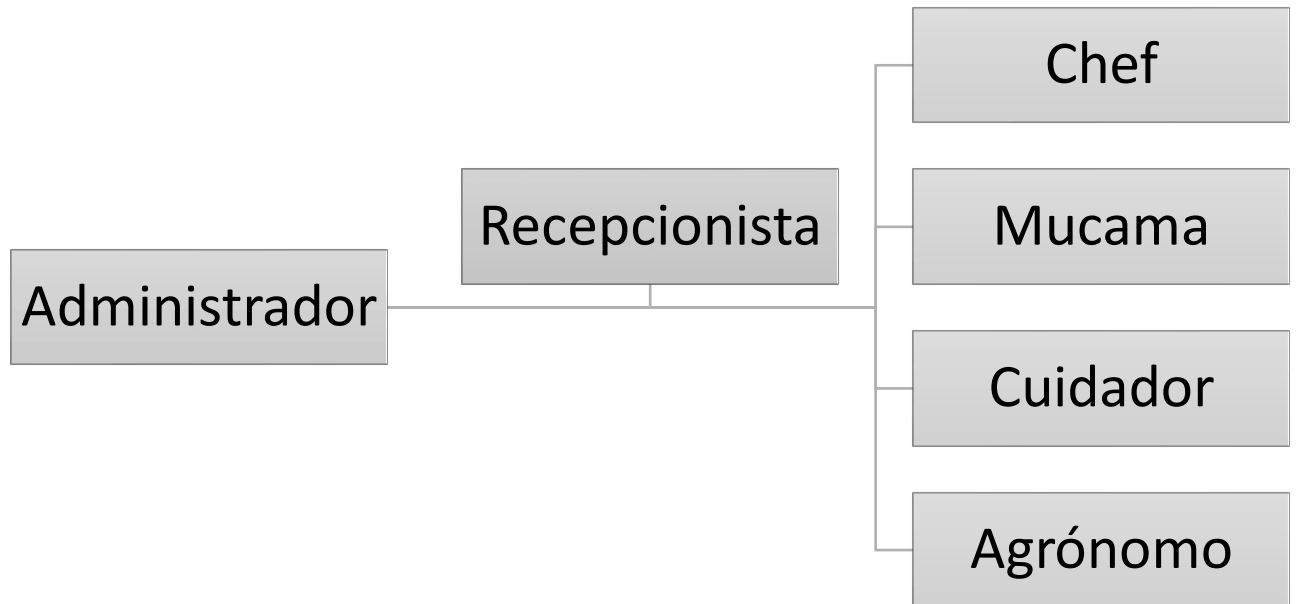 Administrador
Recepcionista
Chef
Mucama
Cuidador
Agrónomo